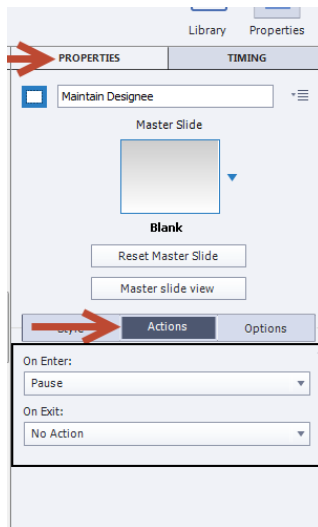 Library Properties
PROPERTIES TIMING
Maintain Designee
Master Slide
Blank
Reset Master Slide
Master slide view
Style Actions Options
On Enter:
Pause
On Exit:
No Action